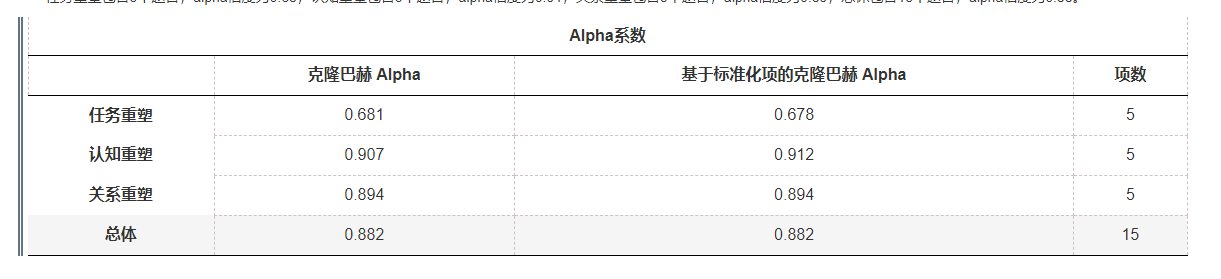 Alpha系数
克隆巴赫 Alpha 基于标准化项的克隆巴赫 Alpha 项数
任务重塑 0.681 0.678 5
认知重塑 0.907 0.912 5
关系重塑 0.894 0.894 5
总体 0.882 0.882 15